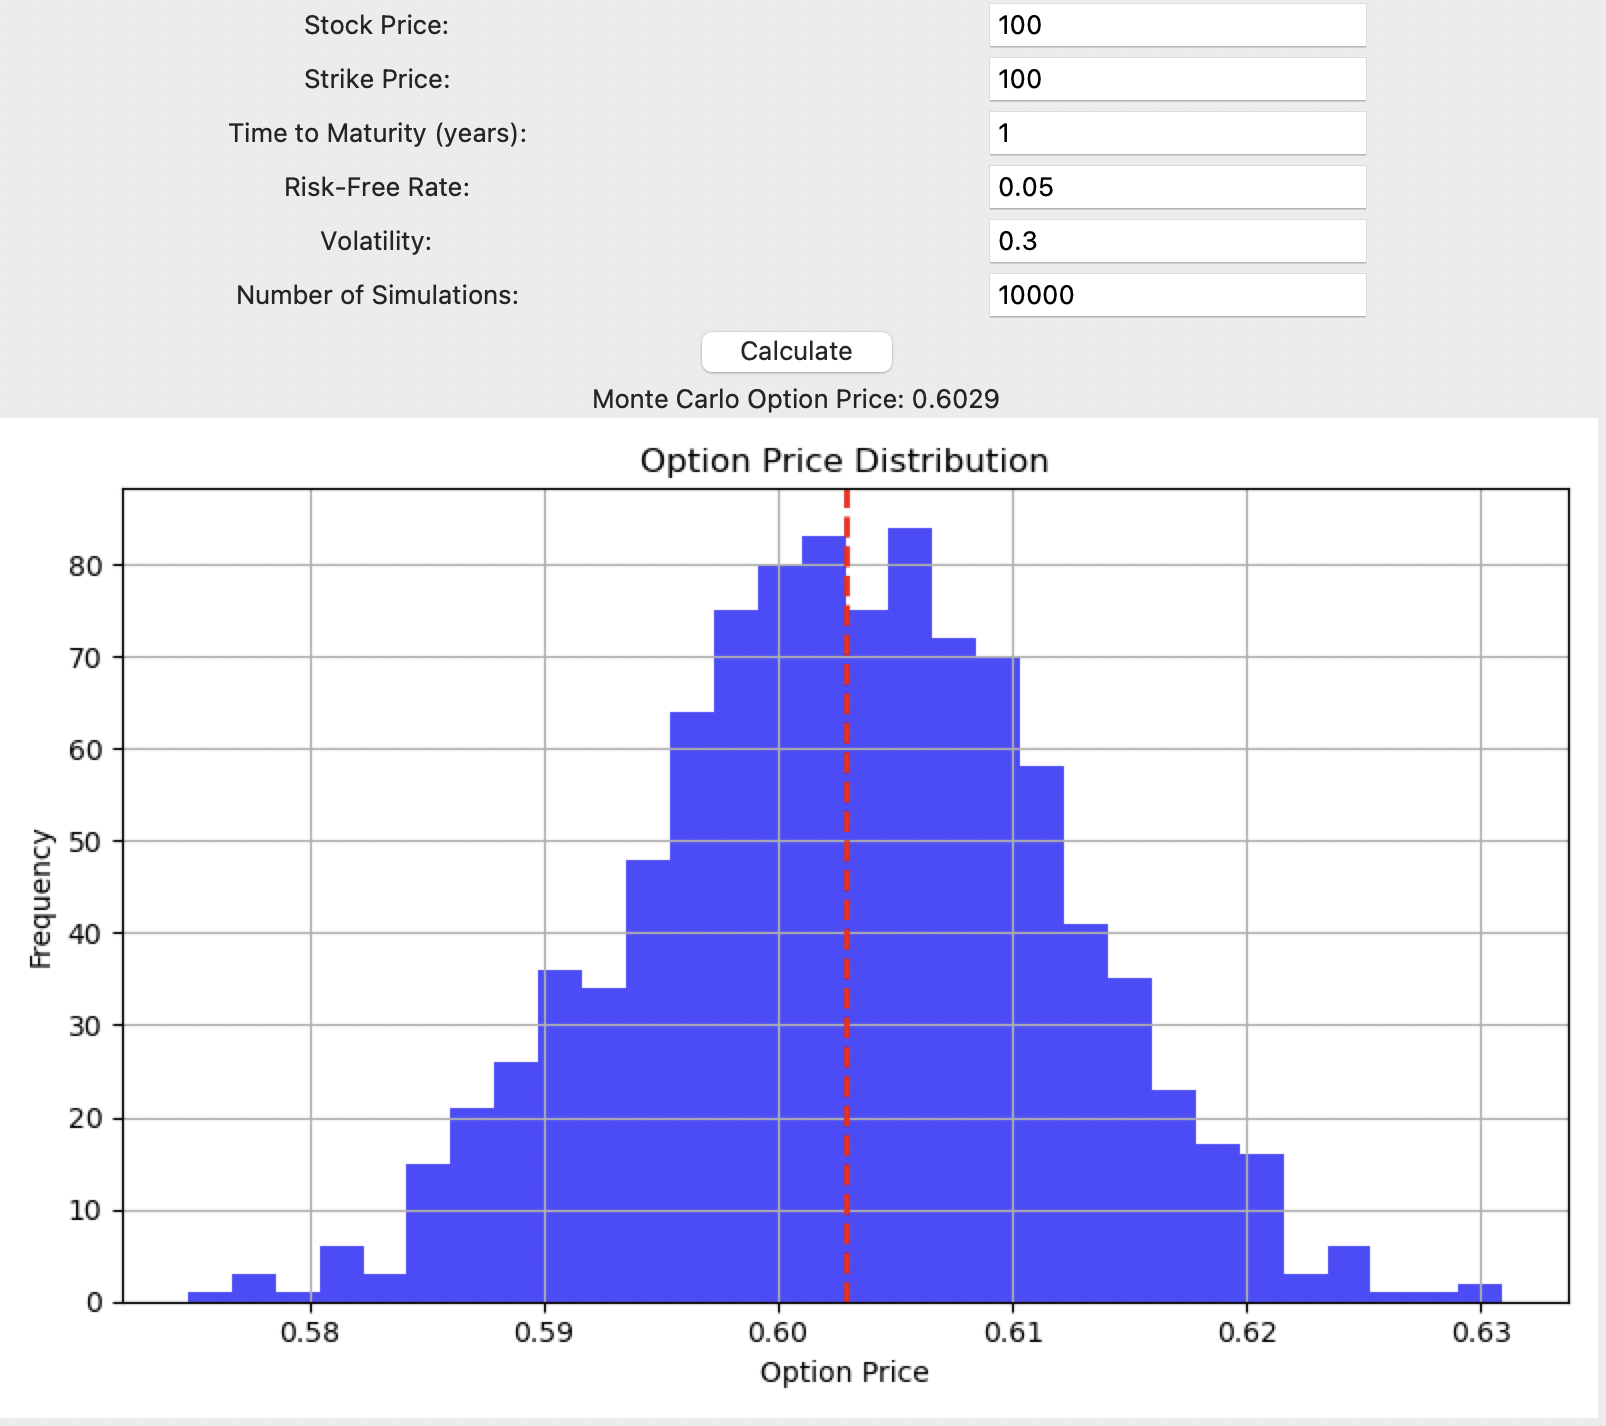 Stock Price: 100
Strike Price: 100
Time to Maturity (years): 1
Risk-Free Rate: 0.05
Volatility: 0.3
Number of Simulations: 10000
Calculate
Monte Carlo Option Price: 0.6029
Option Price Distribution
80
70
60
50
40
30
20
10
0
Frequency
0.58 0.59 0.60 0.61 0.62 0.63
Option Price